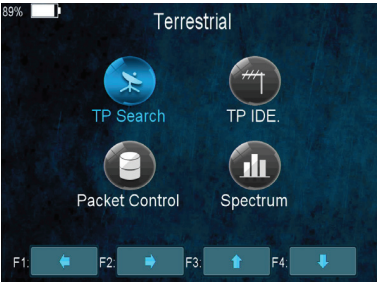 89%
Terrestrial
TP Search
TP IDE.
Packet Control
Spectrum
F1: F2: F3: F4: